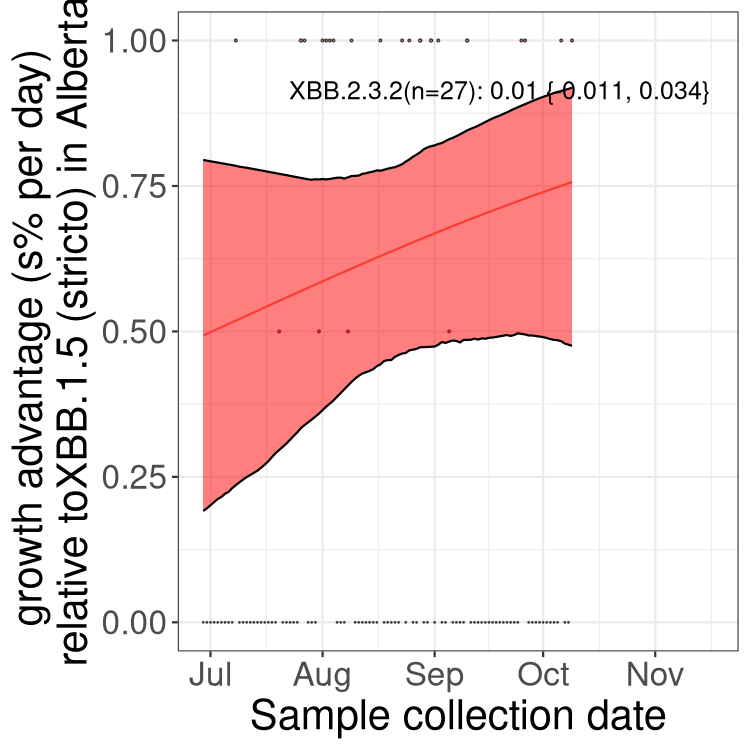 growth advantage (s% per day)
relative toXBB.1.5 (stricto) in Alberta
1.00
0.75
0.50
0.25
0.00
XBB.2.3.2(n=27): 0.01 { 0.011, 0.034}
Jul Aug Sep Oct Nov
Sample collection date